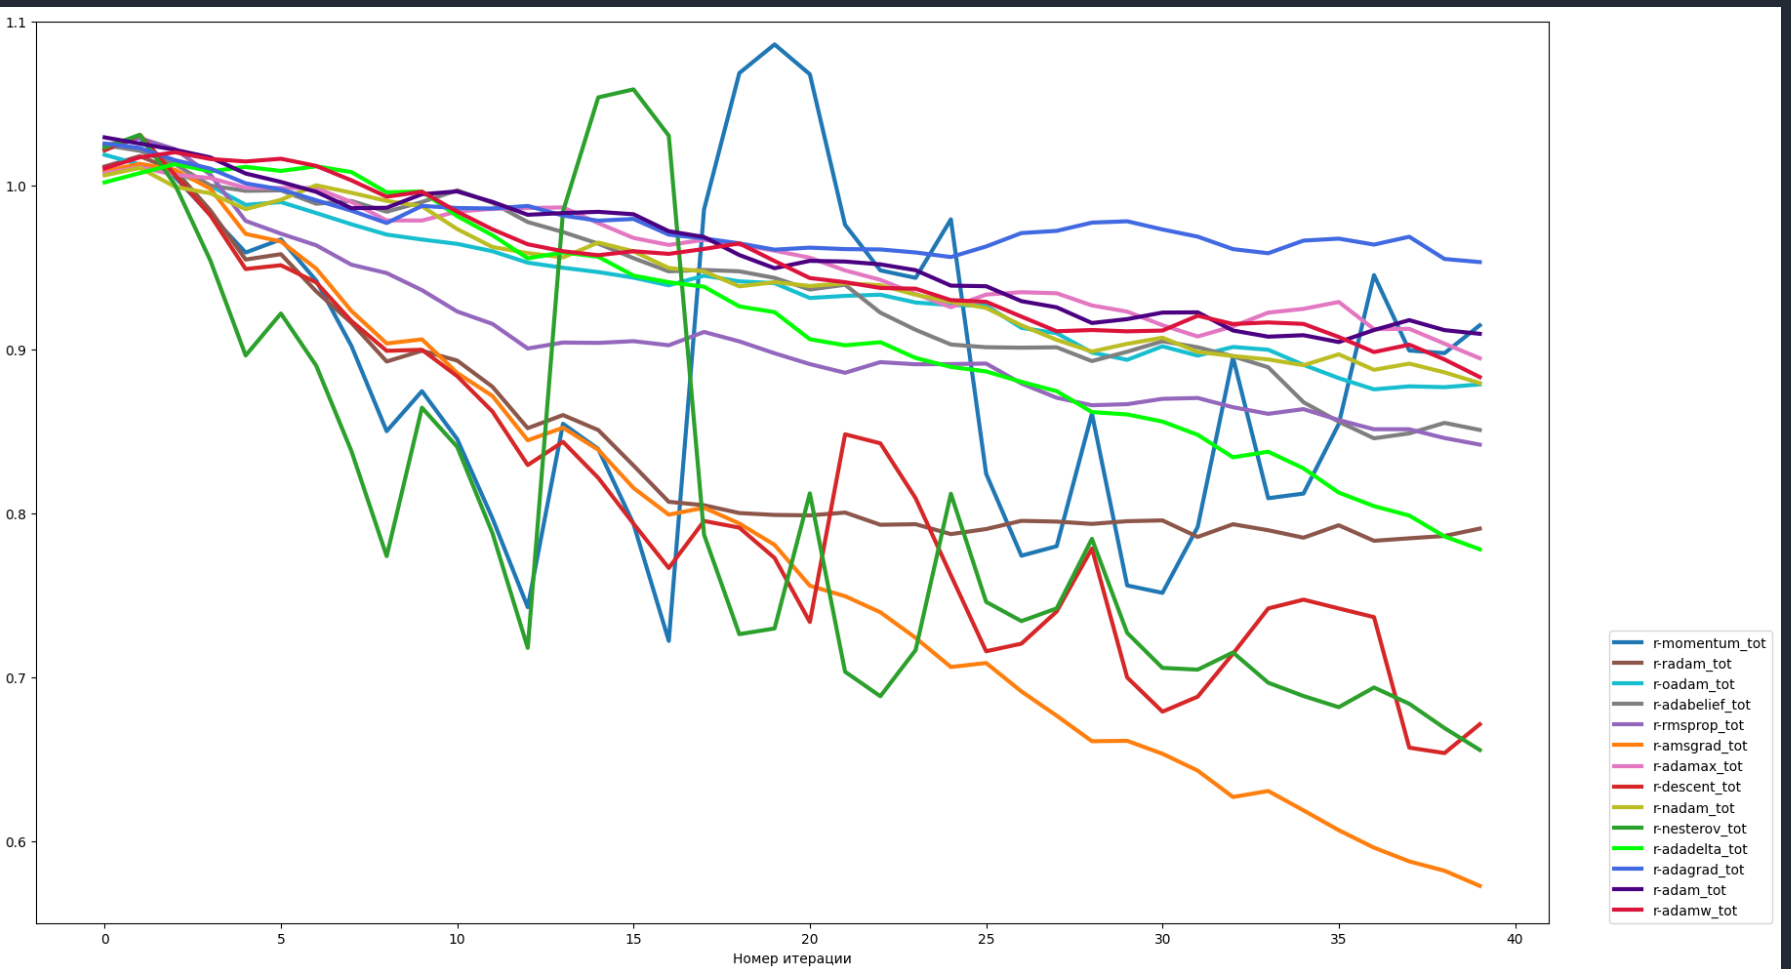 1.1
1.0
0.9
0.8
0.7
0.6
0 5 10 15 20 25 30 35 40
Номер итерации
r-momentum_tot
r-radam_tot
r-oadam_tot
r-adabelief_tot
r-rmsprop_tot
r-amsgrad_tot
r-adamax_tot
r-descent_tot
r-nadam_tot
r-nesterov_tot
r-adadelta_tot
r-adagrad_tot
r-adam_tot
r-adamw_tot